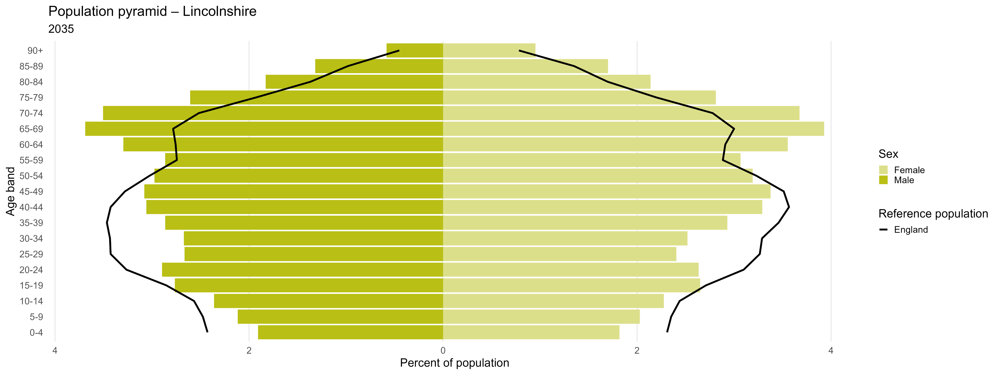 Population pyramid – Lincolnshire
2035
Age band
90+
85-89
80-84
75-79
70-74
65-69
60-64
55-59
50-54
45-49
40-44
35-39
30-34
25-29
20-24
15-19
10-14
5-9
0-4
4 2 0 2 4
Percent of population
Sex
Female
Male
Reference population
England